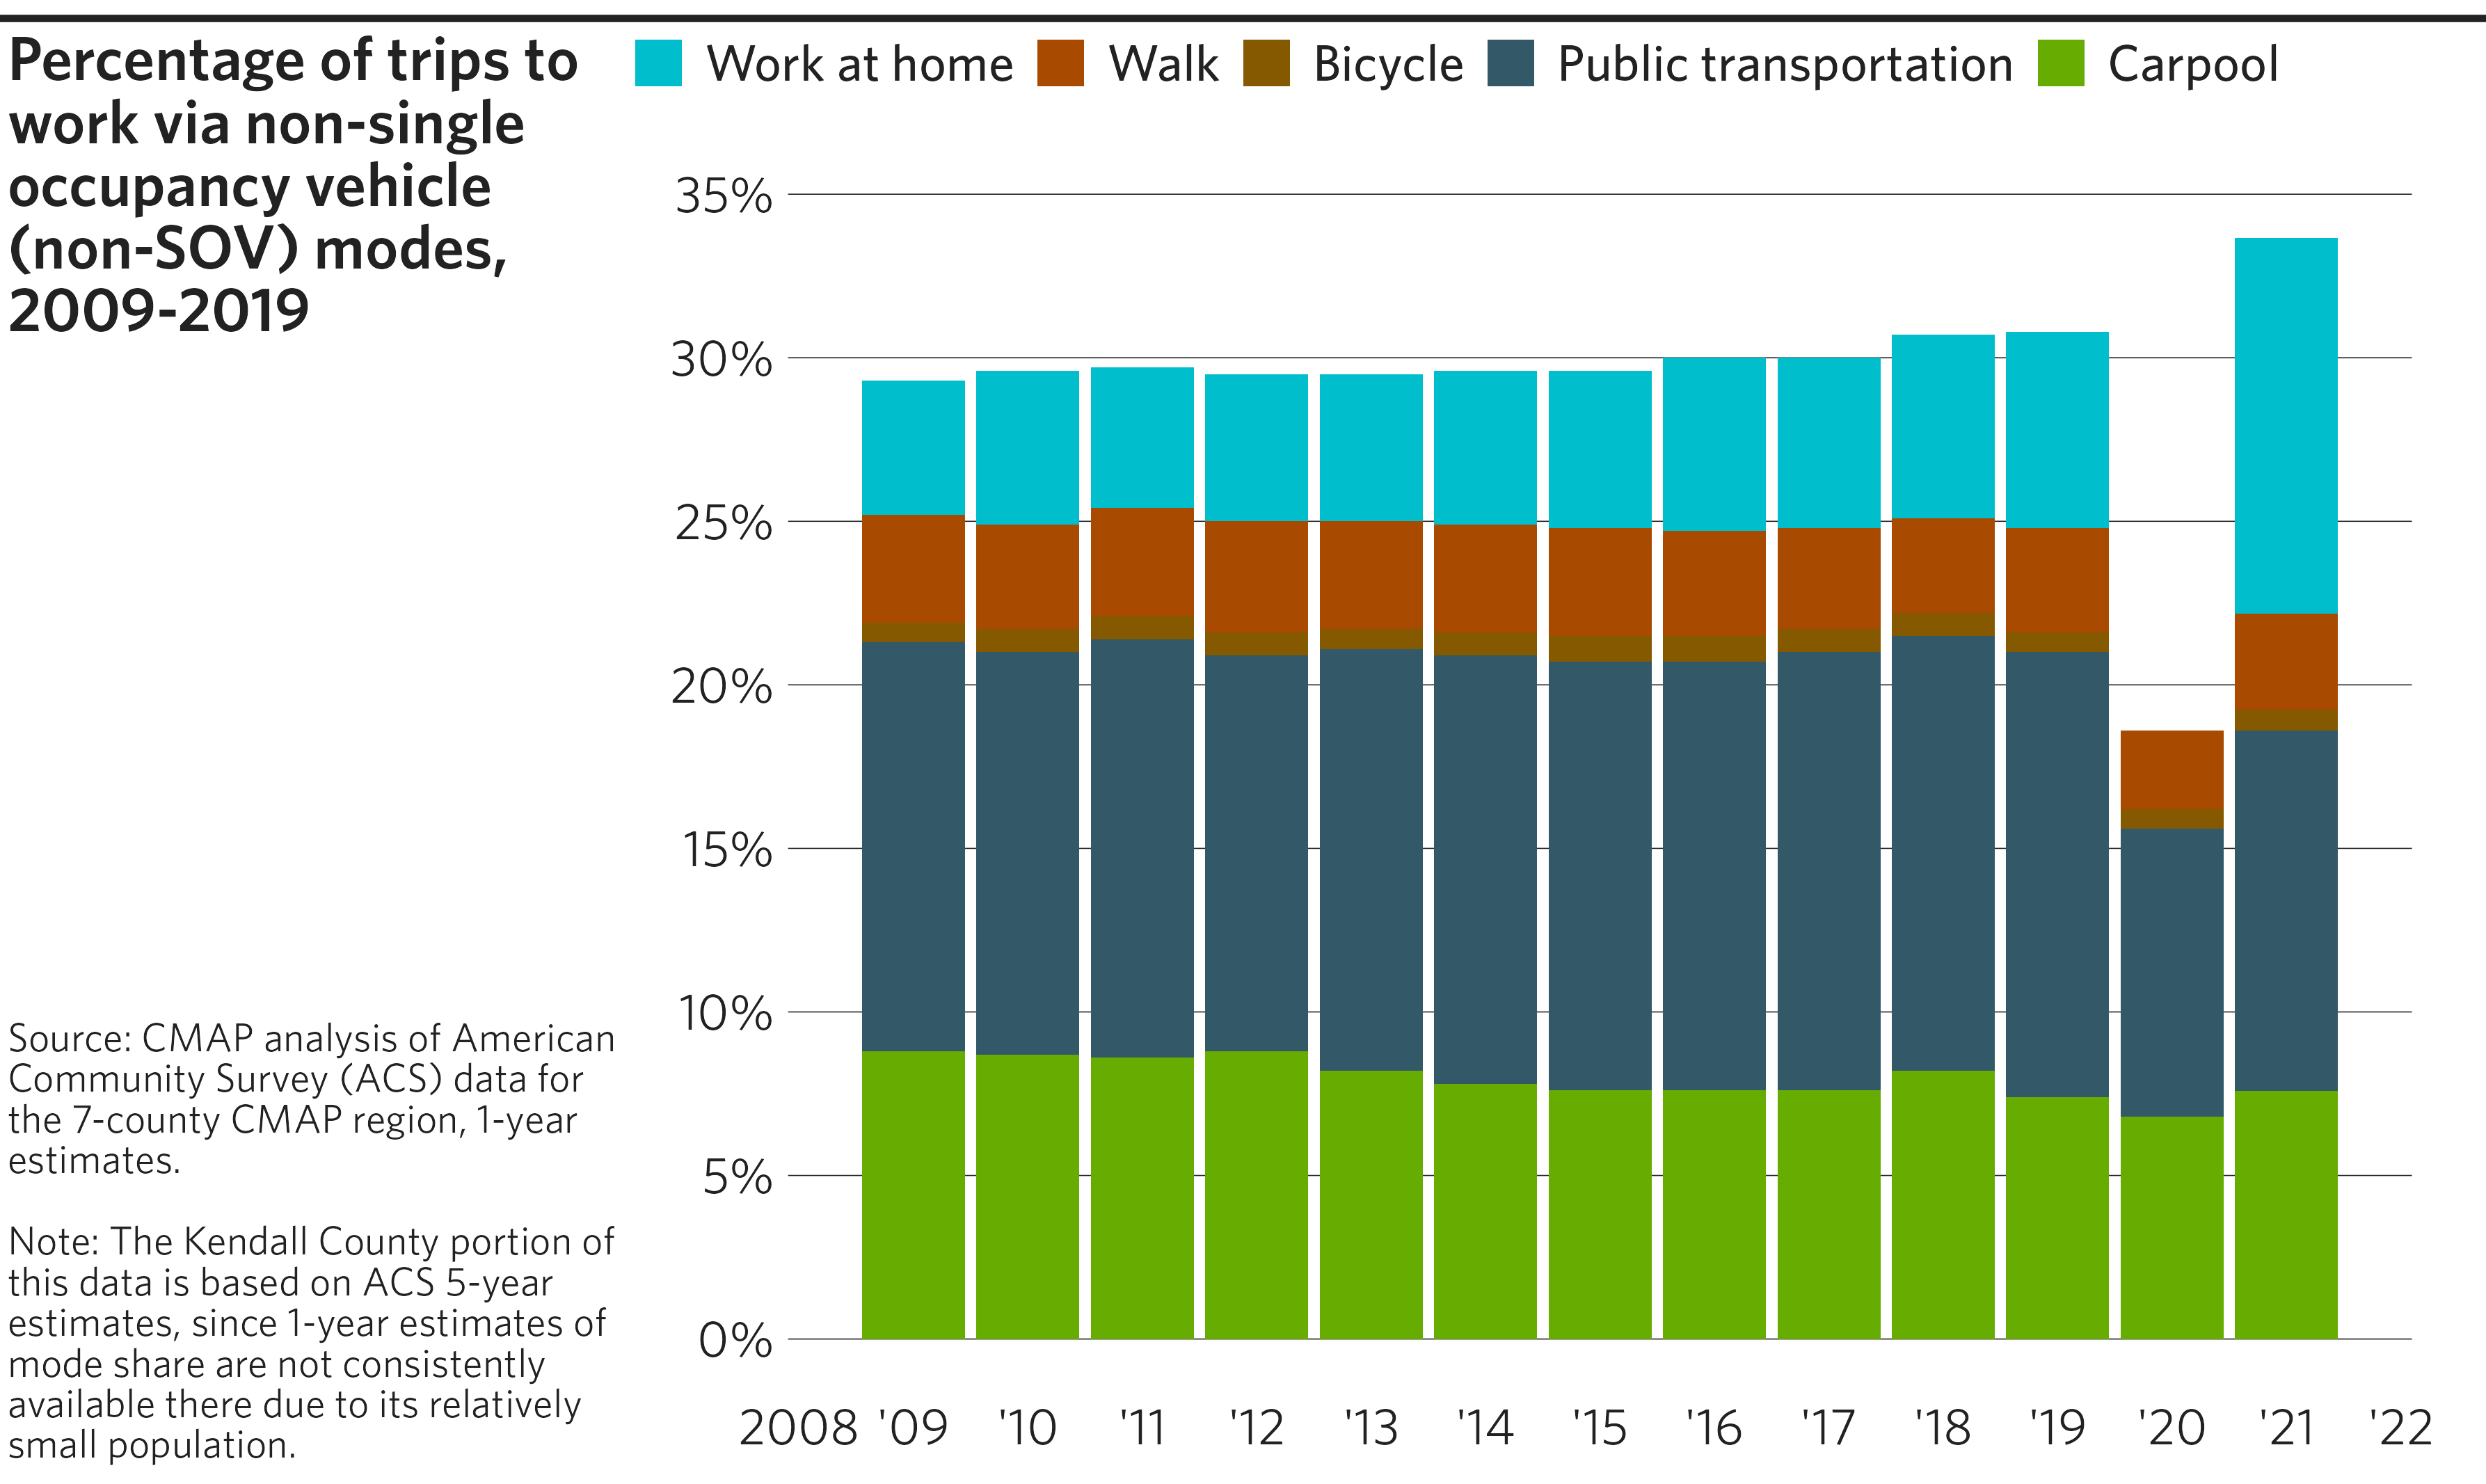 Percentage of trips to
work via non-single
occupancy vehicle
(non-SOV) modes,
2009-2019
Work at home Walk Bicycle Public transportation Carpool
35%
30%
25%
20%
15%
10%
5%
0%
2008 '09 '10 '11 '12 '13 '14 '15 '16 '17 '18 '19 '20 '21 '22
Source: CMAP analysis of American
Community Survey (ACS) data for
the 7-county CMAP region, 1-year
estimates.
Note: The Kendall County portion of
this data is based on ACS 5-year
estimates, since 1-year estimates of
mode share are not consistently
available there due to its relatively
small population.